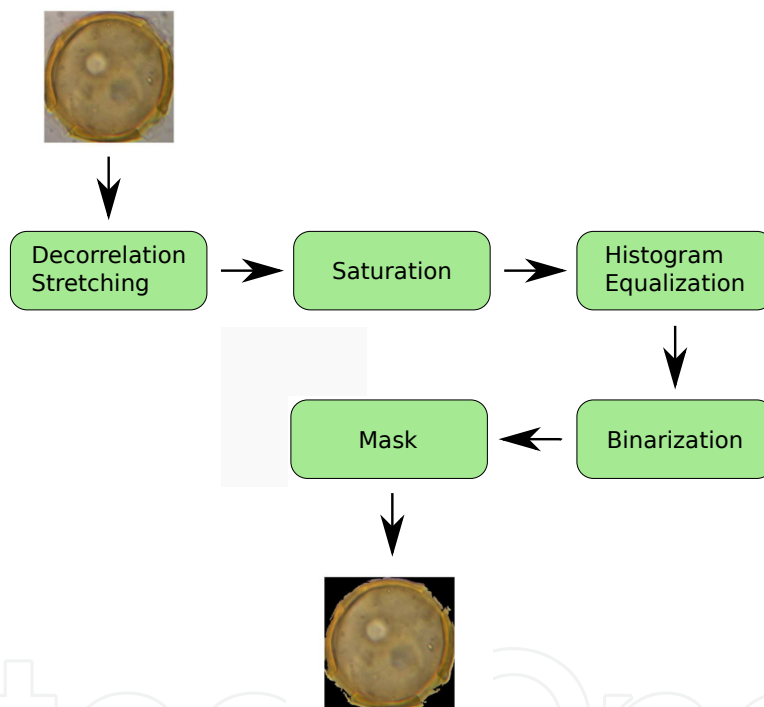 Decorrelation
Stretching
Saturation
Histogram
Equalization
Mask
Binarization